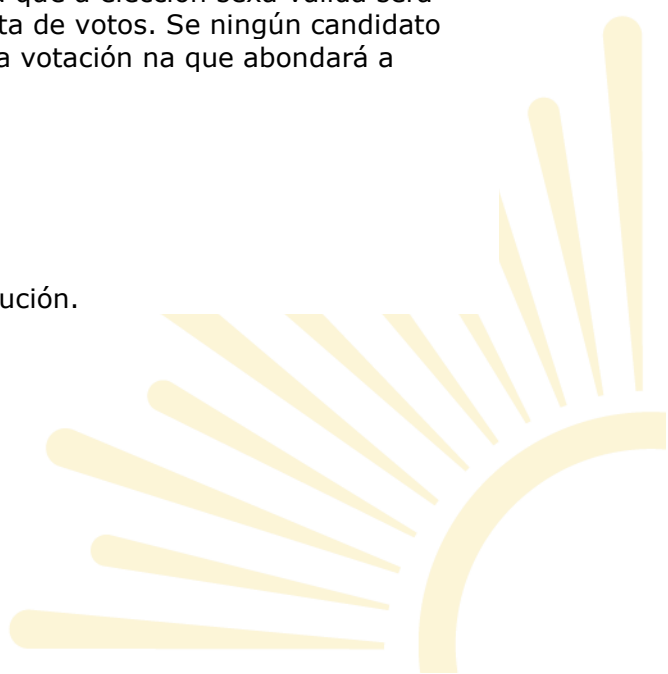 que a elección sexa válida será
ta de votos. Se ningún candidato
a votación na que abondará a
ución.